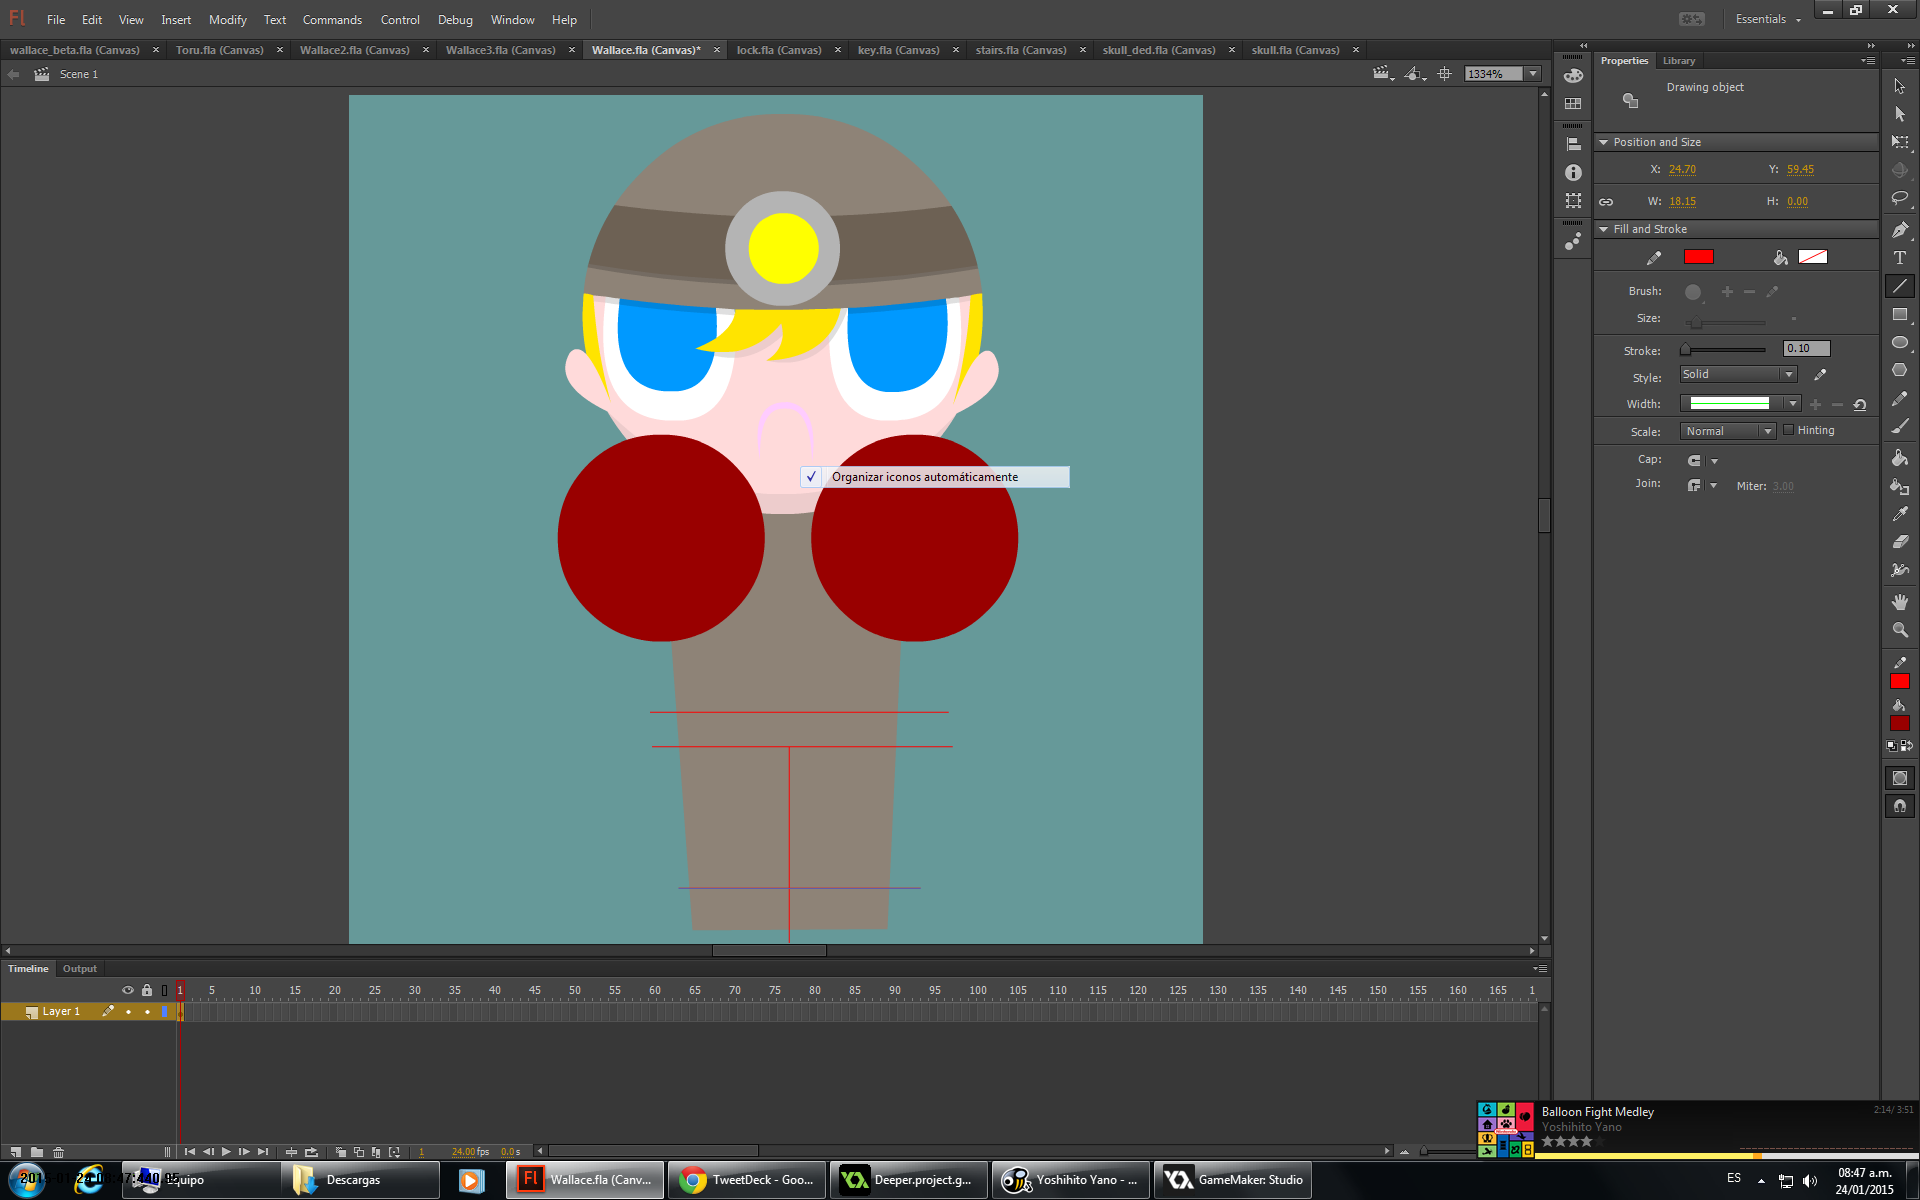 Fl File Edit View Insert Modify Text Commands Control Debug Window Help Essentials
wallace_beta.fla (Canvas) × Toru.fla (Canvas) × Wallace2.fla (Canvas) × Wallace3.fla (Canvas) × Wallace.fla (Canvas)* × lock.fla (Canvas) × key.fla (Canvas) × stairs.fla (Canvas) × skull_ded.fla (Canvas) × skull.fla (Canvas) ×
Scene 1 1334%
Properties Library
Drawing object
Position and Size
X: 24.70 Y: 59.45
W: 18.15 H: 0.00
Fill and Stroke
Brush:
Size: -
Stroke: 0.10
Style: Solid
Width:
Scale: Normal Hinting
Cap:
Join: Miter: 3.00
T
✓ Organizar iconos automáticamente
Timeline Output
1 5 10 15 20 25 30 35 40 45 50 55 60 65 70 75 80 85 90 95 100 105 110 115 120 125 130 135 140 145 150 155 160 165 1
Layer 1
1 24.00 fps 0.0 s
Balloon Fight Medley 2:14/ 3:51
Yoshihito Yano
Equipo Descargas Fl Wallace.fla (Canv... TweetDeck - Goo... Deeper.project.g... Yoshihito Yano - ... GameMaker: Studio
ES 08:47 a.m.
24/01/2015